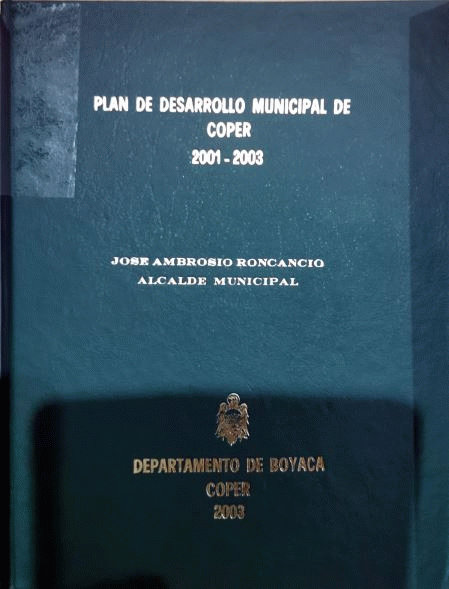 PLAN DE DESARROLLO MUNICIPAL DE
COPER
2001 - 2003
JOSE AMBROSIO RONCANCIO
ALCALDE MUNICIPAL
DEPARTAMENTO DE BOYACA
COPER
2003